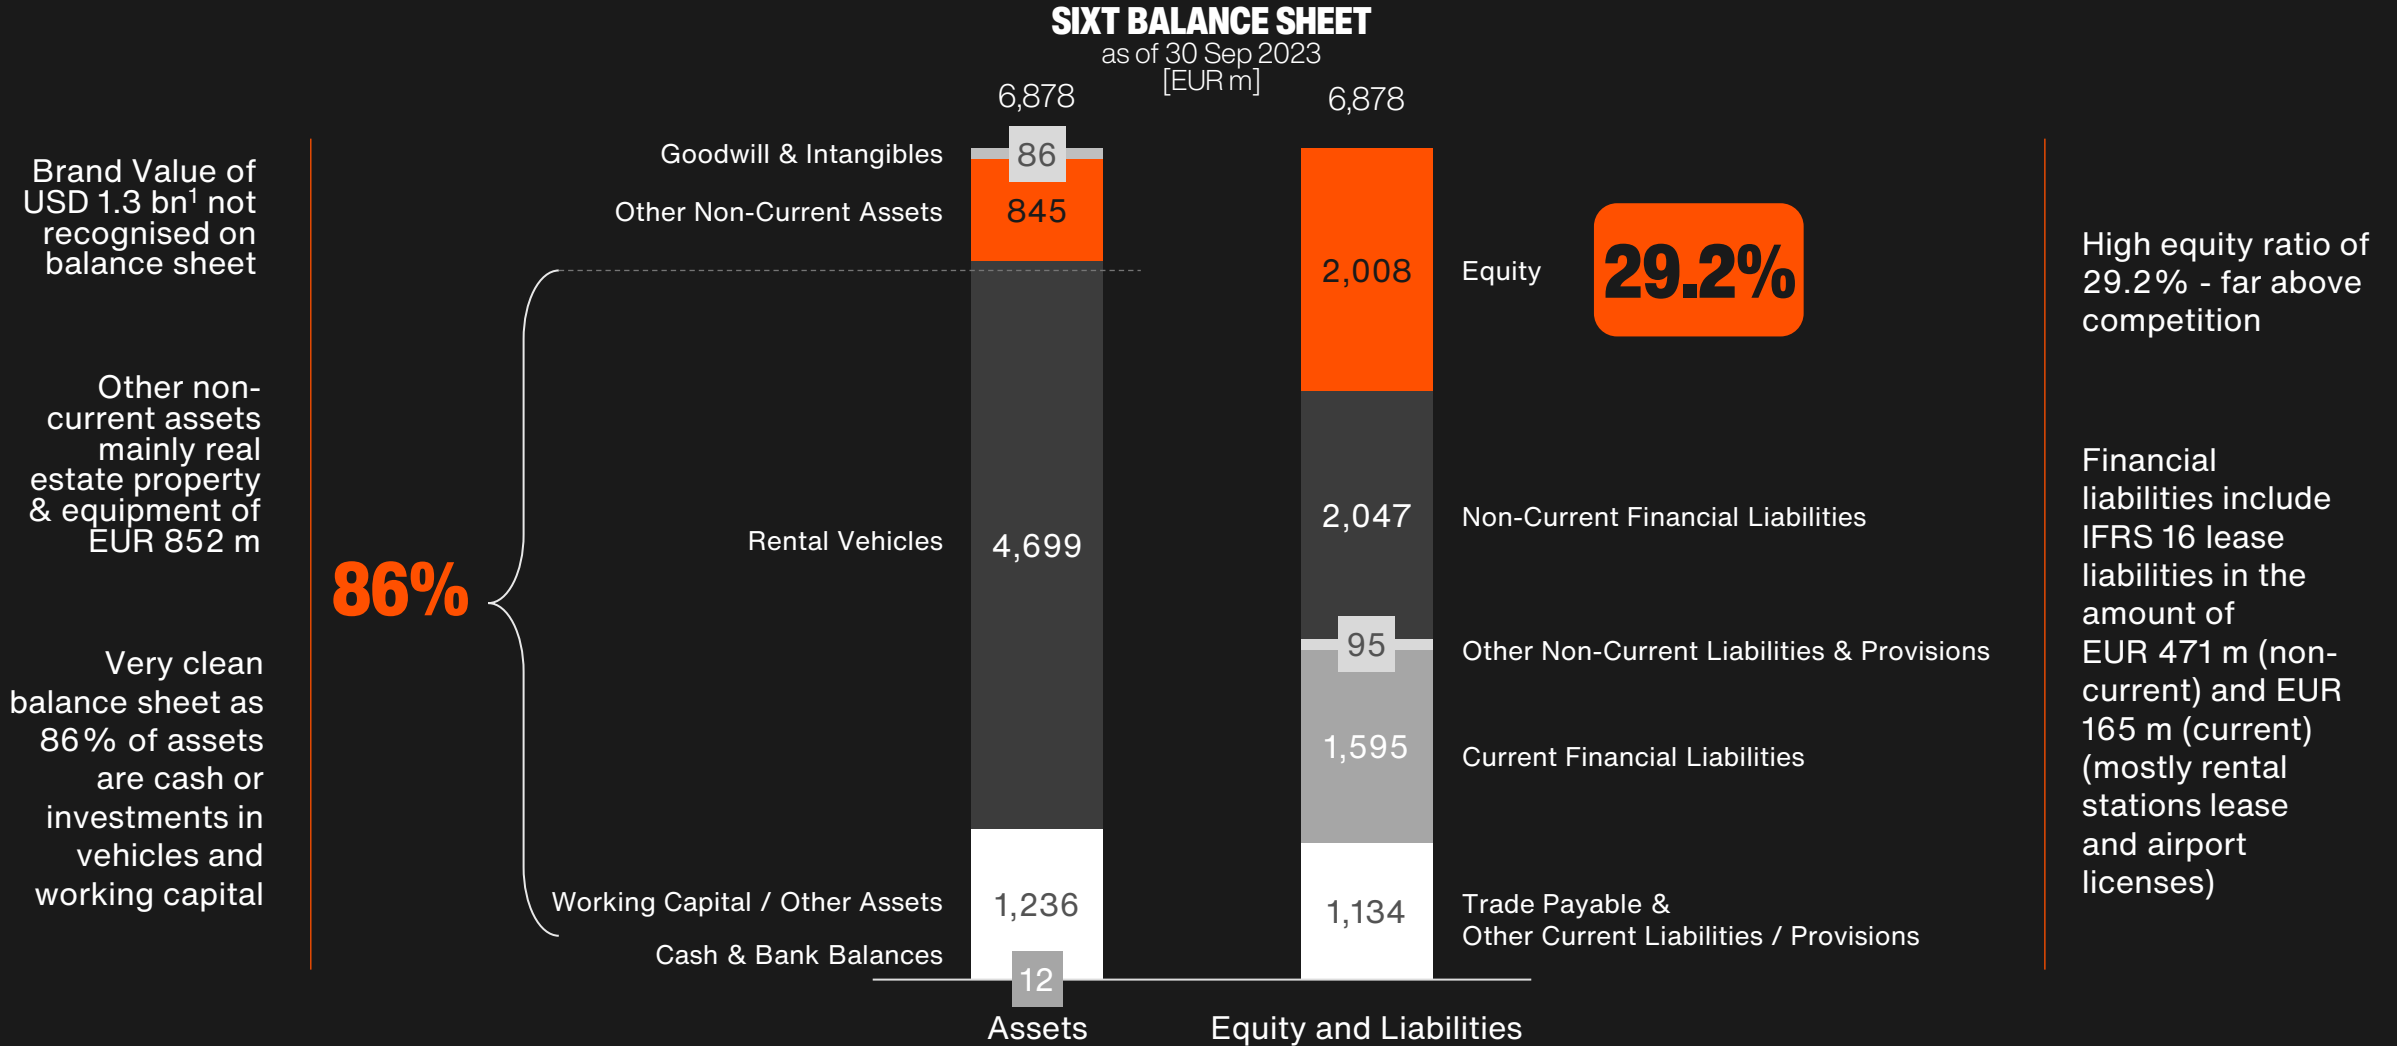 SIXT BALANCE SHEET
as of 30 Sep 2023
[EUR m]
Brand Value of
USD 1.3 bn¹ not
recognised on
balance sheet
Other non-
current assets
mainly real
estate property
& equipment of
EUR 852 m
Very clean
balance sheet as
86% of assets
are cash or
investments in
vehicles and
working capital
86%
6,878
Goodwill & Intangibles
86
Other Non-Current Assets
845
Rental Vehicles
4,699
Working Capital / Other Assets
1,236
Cash & Bank Balances
12
Assets
6,878
2,008
Equity
29.2%
2,047
Non-Current Financial Liabilities
95
Other Non-Current Liabilities & Provisions
1,595
Current Financial Liabilities
1,134
Trade Payable &
Other Current Liabilities / Provisions
Equity and Liabilities
High equity ratio of
29.2% - far above
competition
Financial
liabilities include
IFRS 16 lease
liabilities in the
amount of
EUR 471 m (non-
current) and EUR
165 m (current)
(mostly rental
stations lease
and airport
licenses)